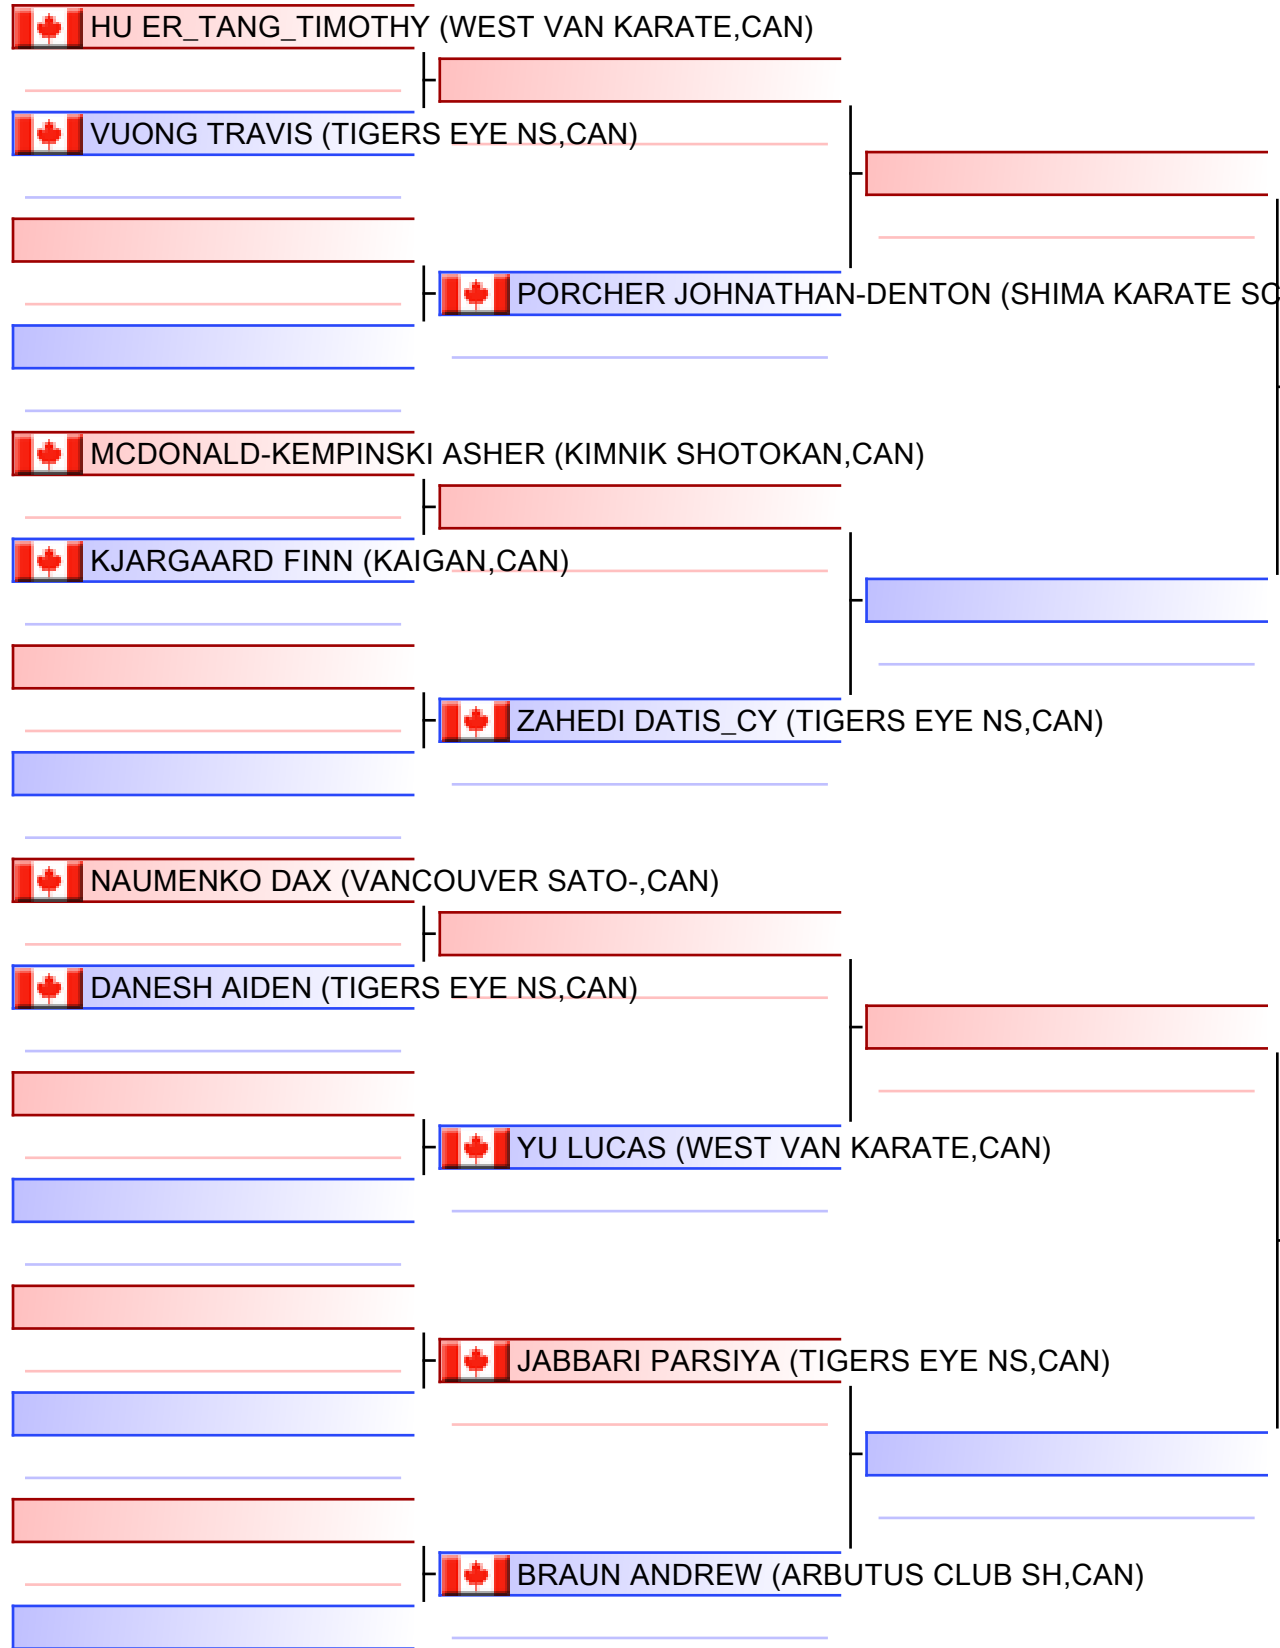 HU ER_TANG_TIMOTHY (WEST VAN KARATE,CAN)
VUONG TRAVIS (TIGERS EYE NS,CAN)
PORCHER JOHNATHAN-DENTON (SHIMA KARATE SC
MCDONALD-KEMPINSKI ASHER (KIMNIK SHOTOKAN,CAN)
KJARGAARD FINN (KAIGAN,CAN)
ZAHEDI DATIS_CY (TIGERS EYE NS,CAN)
NAUMENKO DAX (VANCOUVER SATO-,CAN)
DANESH AIDEN (TIGERS EYE NS,CAN)
YU LUCAS (WEST VAN KARATE,CAN)
JABBARI PARSIYA (TIGERS EYE NS,CAN)
BRAUN ANDREW (ARBUTUS CLUB SH,CAN)